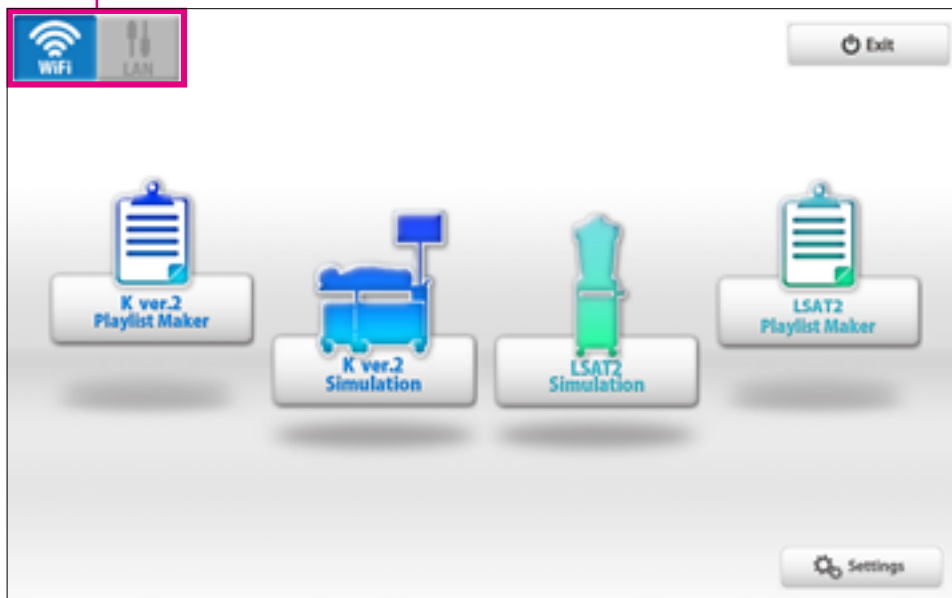 WiFi
LAN
Exit
K ver.2
Playlist Maker
K ver.2
Simulation
LSAT2
Simulation
LSAT2
Playlist Maker
Settings